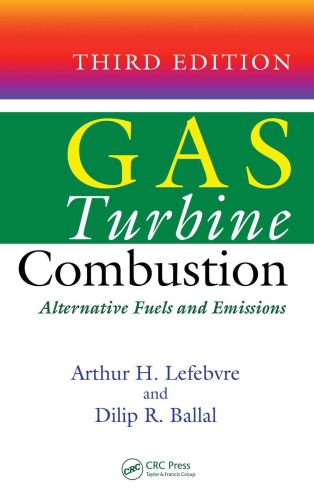 THIRD EDITION
GAS
Turbine
Combustion
Alternative Fuels and Emissions
Arthur H. Lefebvre
and
Dilip R. Ballal
CRC
CRC Press
Taylor & Francis Group